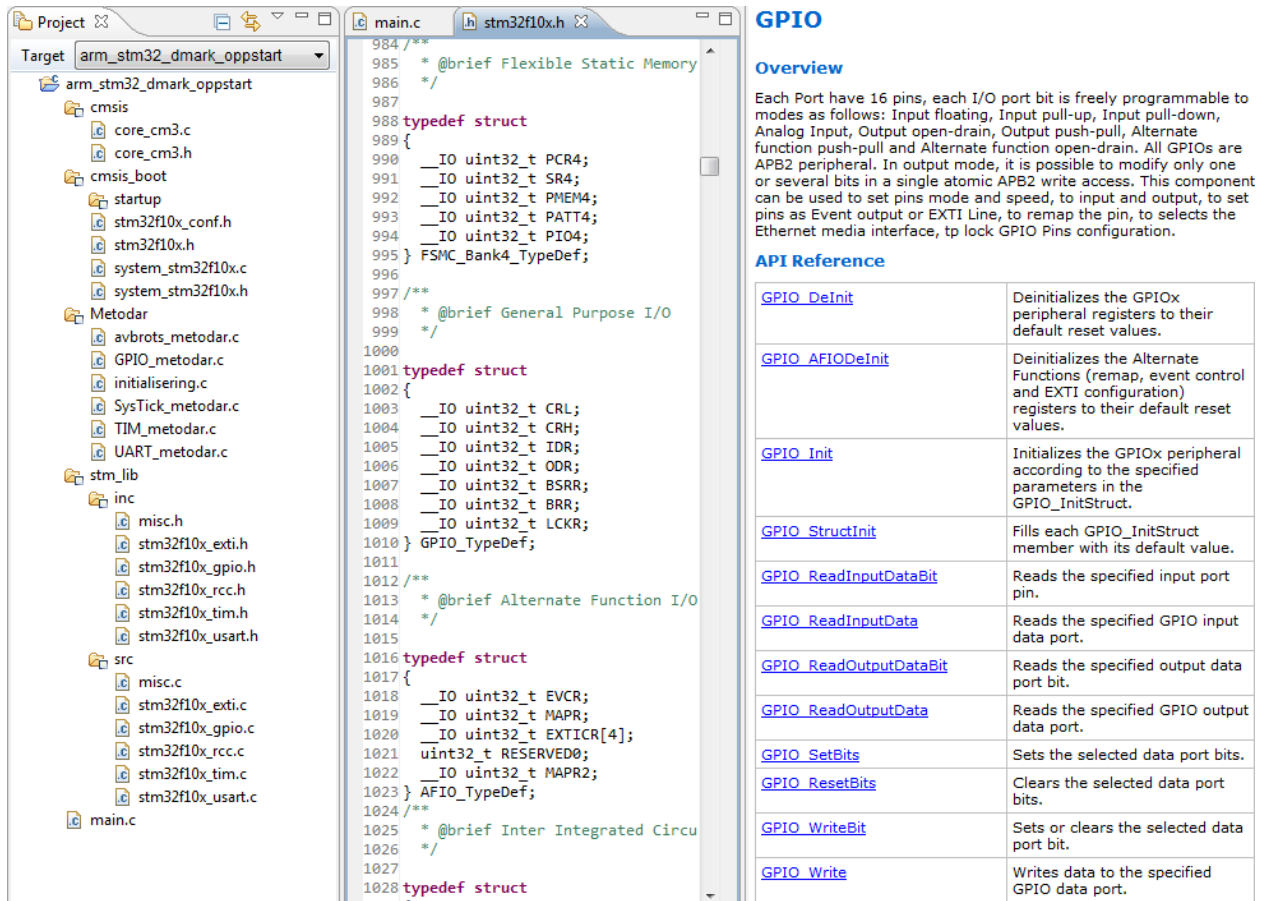 Project
Target arm_stm32_dmark_oppstart
arm_stm32_dmark_oppstart
cmsis
core_cm3.c
core_cm3.h
cmsis_boot
startup
stm32f10x_conf.h
stm32f10x.h
system_stm32f10x.c
system_stm32f10x.h
Metodar
avbrots_metodar.c
GPIO_metodar.c
initialisering.c
SysTick_metodar.c
TIM_metodar.c
UART_metodar.c
stm_lib
inc
misc.h
stm32f10x_exti.h
stm32f10x_gpio.h
stm32f10x_rcc.h
stm32f10x_tim.h
stm32f10x_usart.h
src
misc.c
stm32f10x_exti.c
stm32f10x_gpio.c
stm32f10x_rcc.c
stm32f10x_tim.c
stm32f10x_usart.c
main.c
main.c stm32f10x.h
984 /**
985 * @brief Flexible Static Memory
986 */
987
988 typedef struct
989 {
990 __IO uint32_t PCR4;
991 __IO uint32_t SR4;
992 __IO uint32_t PMEM4;
993 __IO uint32_t PATT4;
994 __IO uint32_t PIO4;
995 } FSMC_Bank4_TypeDef;
996
997 /**
998 * @brief General Purpose I/O
999 */
1000
1001 typedef struct
1002 {
1003 __IO uint32_t CRL;
1004 __IO uint32_t CRH;
1005 __IO uint32_t IDR;
1006 __IO uint32_t ODR;
1007 __IO uint32_t BSRR;
1008 __IO uint32_t BRR;
1009 __IO uint32_t LCKR;
1010 } GPIO_TypeDef;
1011
1012 /**
1013 * @brief Alternate Function I/O
1014 */
1015
1016 typedef struct
1017 {
1018 __IO uint32_t EVCR;
1019 __IO uint32_t MAPR;
1020 __IO uint32_t EXTICR[4];
1021 uint32_t RESERVED0;
1022 __IO uint32_t MAPR2;
1023 } AFIO_TypeDef;
1024 /**
1025 * @brief Inter Integrated Circu
1026 */
1027
1028 typedef struct
GPIO
Overview
Each Port have 16 pins, each I/O port bit is freely programmable to
modes as follows: Input floating, Input pull-up, Input pull-down,
Analog Input, Output open-drain, Output push-pull, Alternate
function push-pull and Alternate function open-drain. All GPIOs are
APB2 peripheral. In output mode, it is possible to modify only one
or several bits in a single atomic APB2 write access. This component
can be used to set pins mode and speed, to input and output, to set
pins as Event output or EXTI Line, to remap the pin, to selects the
Ethernet media interface, tp lock GPIO Pins configuration.
API Reference
GPIO_DeInit
Deinitializes the GPIOx
peripheral registers to their
default reset values.
GPIO_AFIODeInit
Deinitializes the Alternate
Functions (remap, event control
and EXTI configuration)
registers to their default reset
values.
GPIO_Init
Initializes the GPIOx peripheral
according to the specified
parameters in the
GPIO_InitStruct.
GPIO_StructInit
Fills each GPIO_InitStruct
member with its default value.
GPIO_ReadInputDataBit
Reads the specified input port
pin.
GPIO_ReadInputData
Reads the specified GPIO input
data port.
GPIO_ReadOutputDataBit
Reads the specified output data
port bit.
GPIO_ReadOutputData
Reads the specified GPIO output
data port.
GPIO_SetBits
Sets the selected data port bits.
GPIO_ResetBits
Clears the selected data port
bits.
GPIO_WriteBit
Sets or clears the selected data
port bit.
GPIO_Write
Writes data to the specified
GPIO data port.